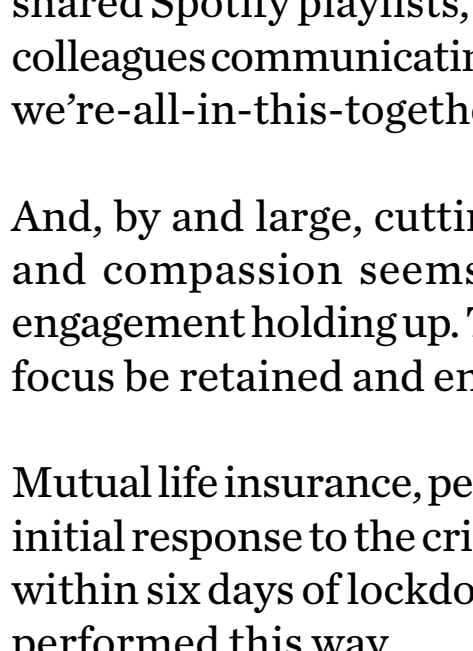 shared Spotify playlists,
colleagues communicatin
we’re-all-in-this-togethe
And, by and large, cuttin
and compassion seems
engagement holding up. T
focus be retained and en
Mutual life insurance, pe
initial response to the cri
within six days of lockdo
performed this way